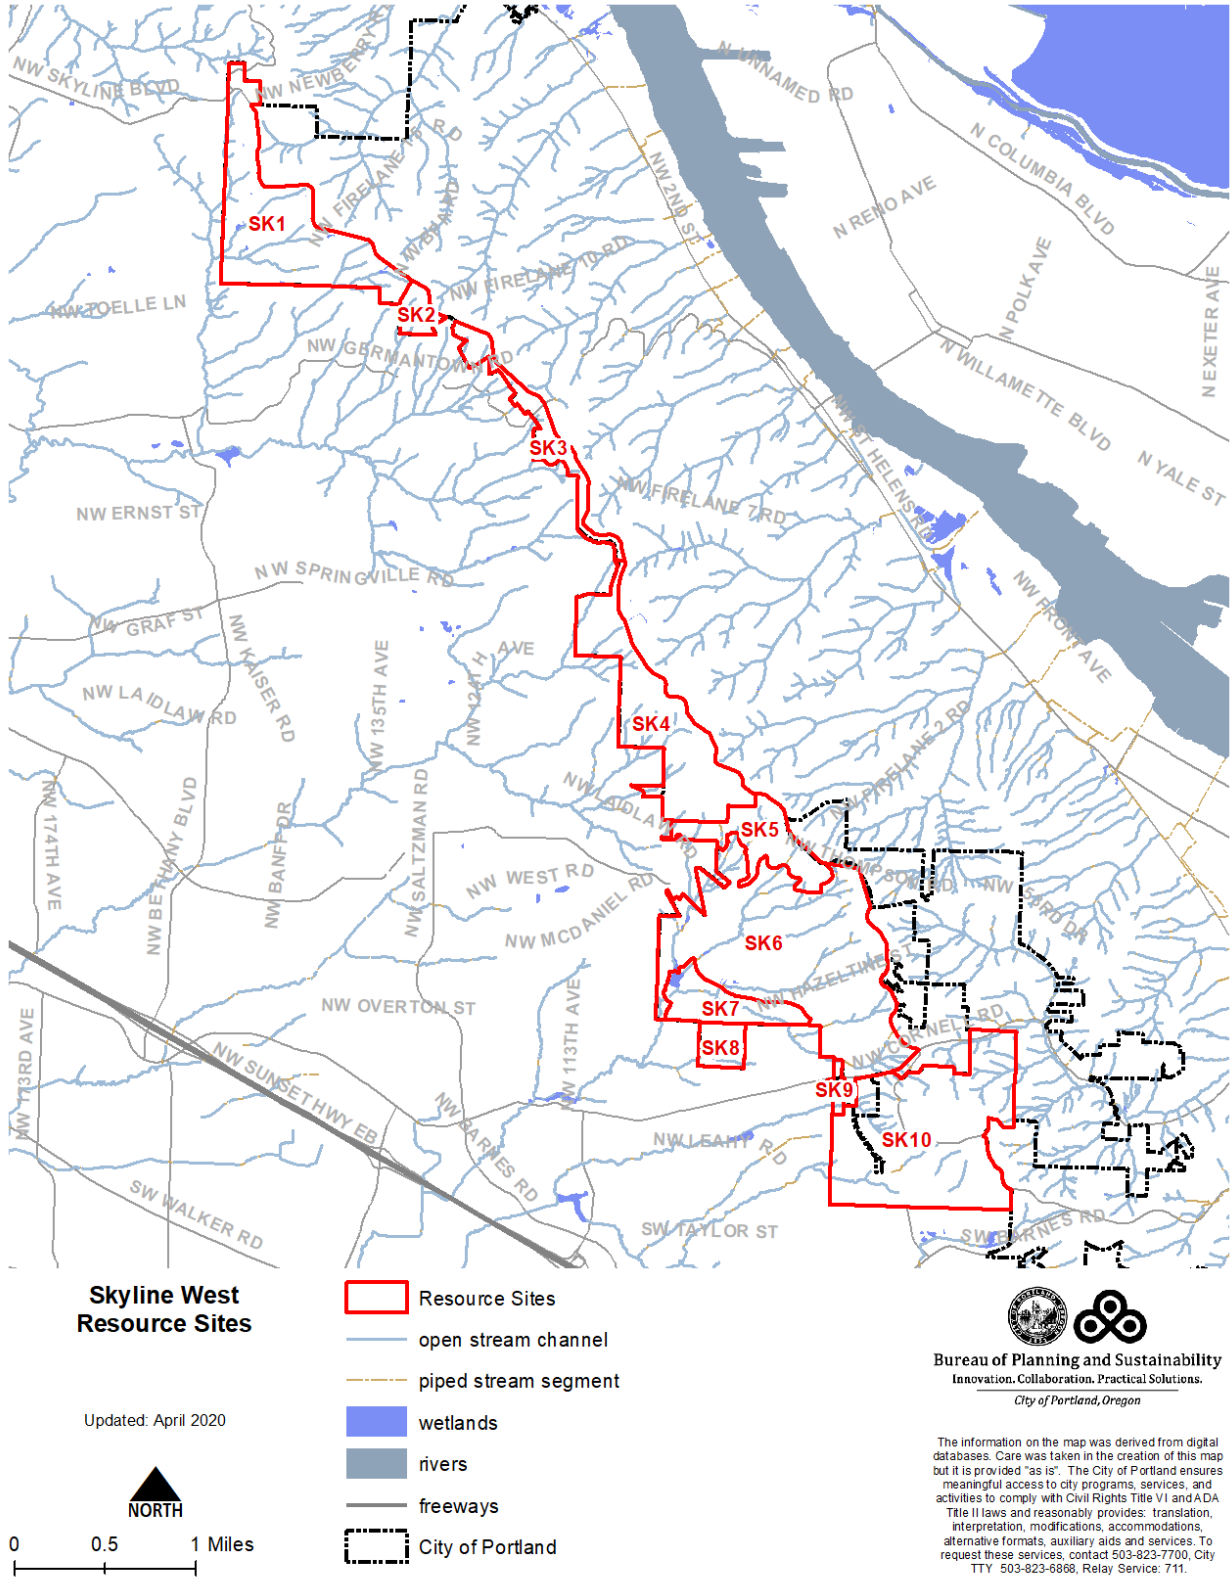 NW SKYLINE BLVD
NW NEWBERRY RD
N UNNAMED RD
N COLUMBIA BLVD
NW 2ND ST
N RENO AVE
SK1
NW FIRELANE 10 RD
N POLK AVE
N EXETER AVE
NW TOELLE LN
SK2
NW GERMANTOWN RD
N WILLAMETTE BLVD
NW ST HELENS RD
N YALE ST
SK3
NW FIRELANE 7 RD
NW ERNST ST
NW SPRINGVILLE RD
NW FRONT AVE
NW GRAF ST
NW KAISER RD
NW 135TH AVE
AVE
NW LAIDLAW RD
SK4
NW FIRELANE 2 RD
NW 174TH AVE
NW BETHANY BLVD
NW BANFF DR
NW SALTZMAN RD
NW LAIDLAW RD
SK5
NW THOMPSON RD
NW 53RD DR
NW WEST RD
NW MCDANIEL RD
SK6
NW HAZELTINE ST
NW OVERTON ST
NW 113TH AVE
SK7
NW CORNELL RD
NW 173RD AVE
NW SUNSET HWY EB
SK8
SK9
NW BARNES RD
NW LEAHY RD
SK10
SW WALKER RD
SW TAYLOR ST
SW BARNES RD
Skyline West
Resource Sites
Updated: April 2020
NORTH
0 0.5 1 Miles
Resource Sites
open stream channel
piped stream segment
wetlands
rivers
freeways
City of Portland
Bureau of Planning and Sustainability
Innovation. Collaboration. Practical Solutions.
City of Portland, Oregon
The information on the map was derived from digital
databases. Care was taken in the creation of this map
but it is provided "as is". The City of Portland ensures
meaningful access to city programs, services, and
activities to comply with Civil Rights Title VI and ADA
Title II laws and reasonably provides: translation,
interpretation, modifications, accommodations,
alternative formats, auxiliary aids and services. To
request these services, contact 503-823-7700, City
TTY 503-823-6868, Relay Service: 711.